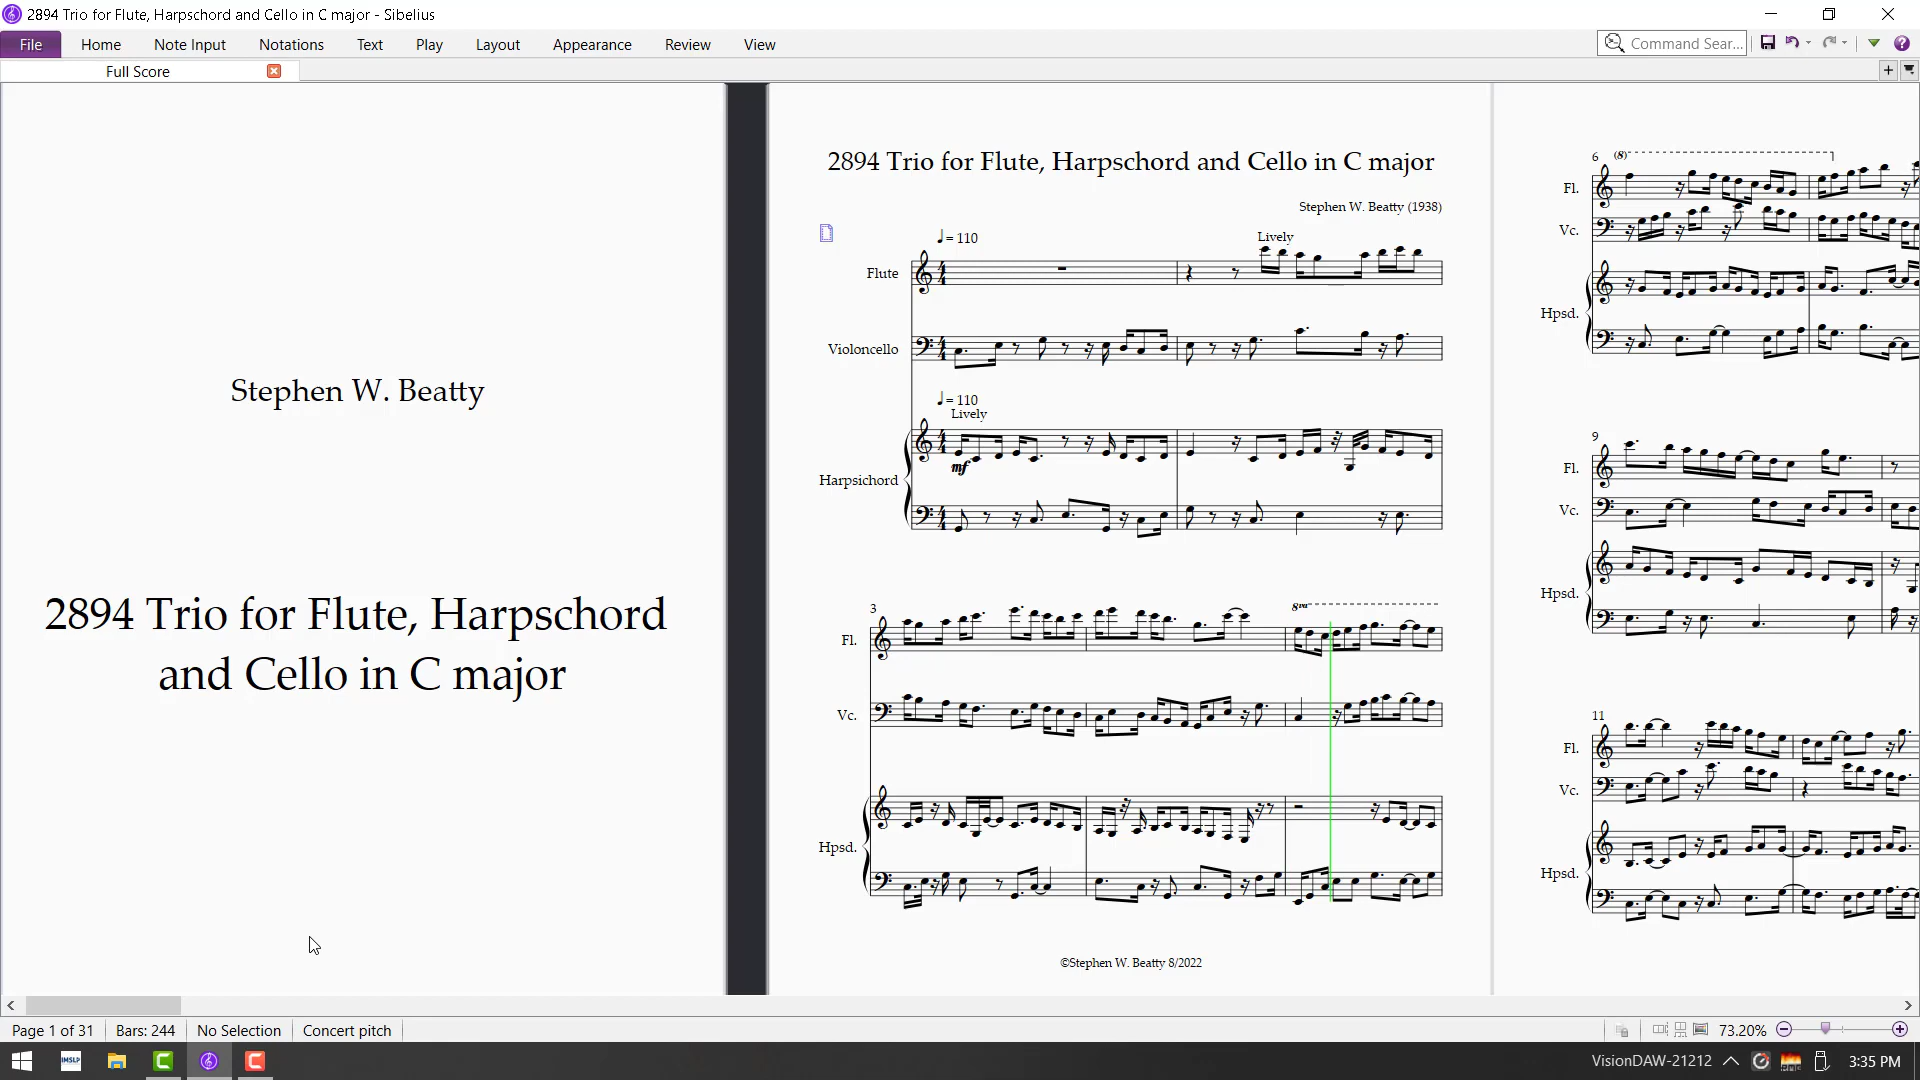 2894 Trio for Flute, Harpschord and Cello in C major - Sibelius
File Home Note Input Notations Text Play Layout Appearance Review View
Command Sear...
Full Score
Stephen W. Beatty
2894 Trio for Flute, Harpschord
and Cello in C major
2894 Trio for Flute, Harpschord and Cello in C major
Stephen W. Beatty (1938)
= 110
Lively
Flute
Violoncello
= 110
Lively
mf
Harpsichord
3
8va
Fl.
Vc.
Hpsd.
©Stephen W. Beatty 8/2022
6 (8)
Fl.
Vc.
Hpsd.
9
Fl.
Vc.
Hpsd.
11
Fl.
Vc.
Hpsd.
Page 1 of 31 Bars: 244 No Selection Concert pitch
73.20%
IMSLP
VisionDAW-21212
3:35 PM